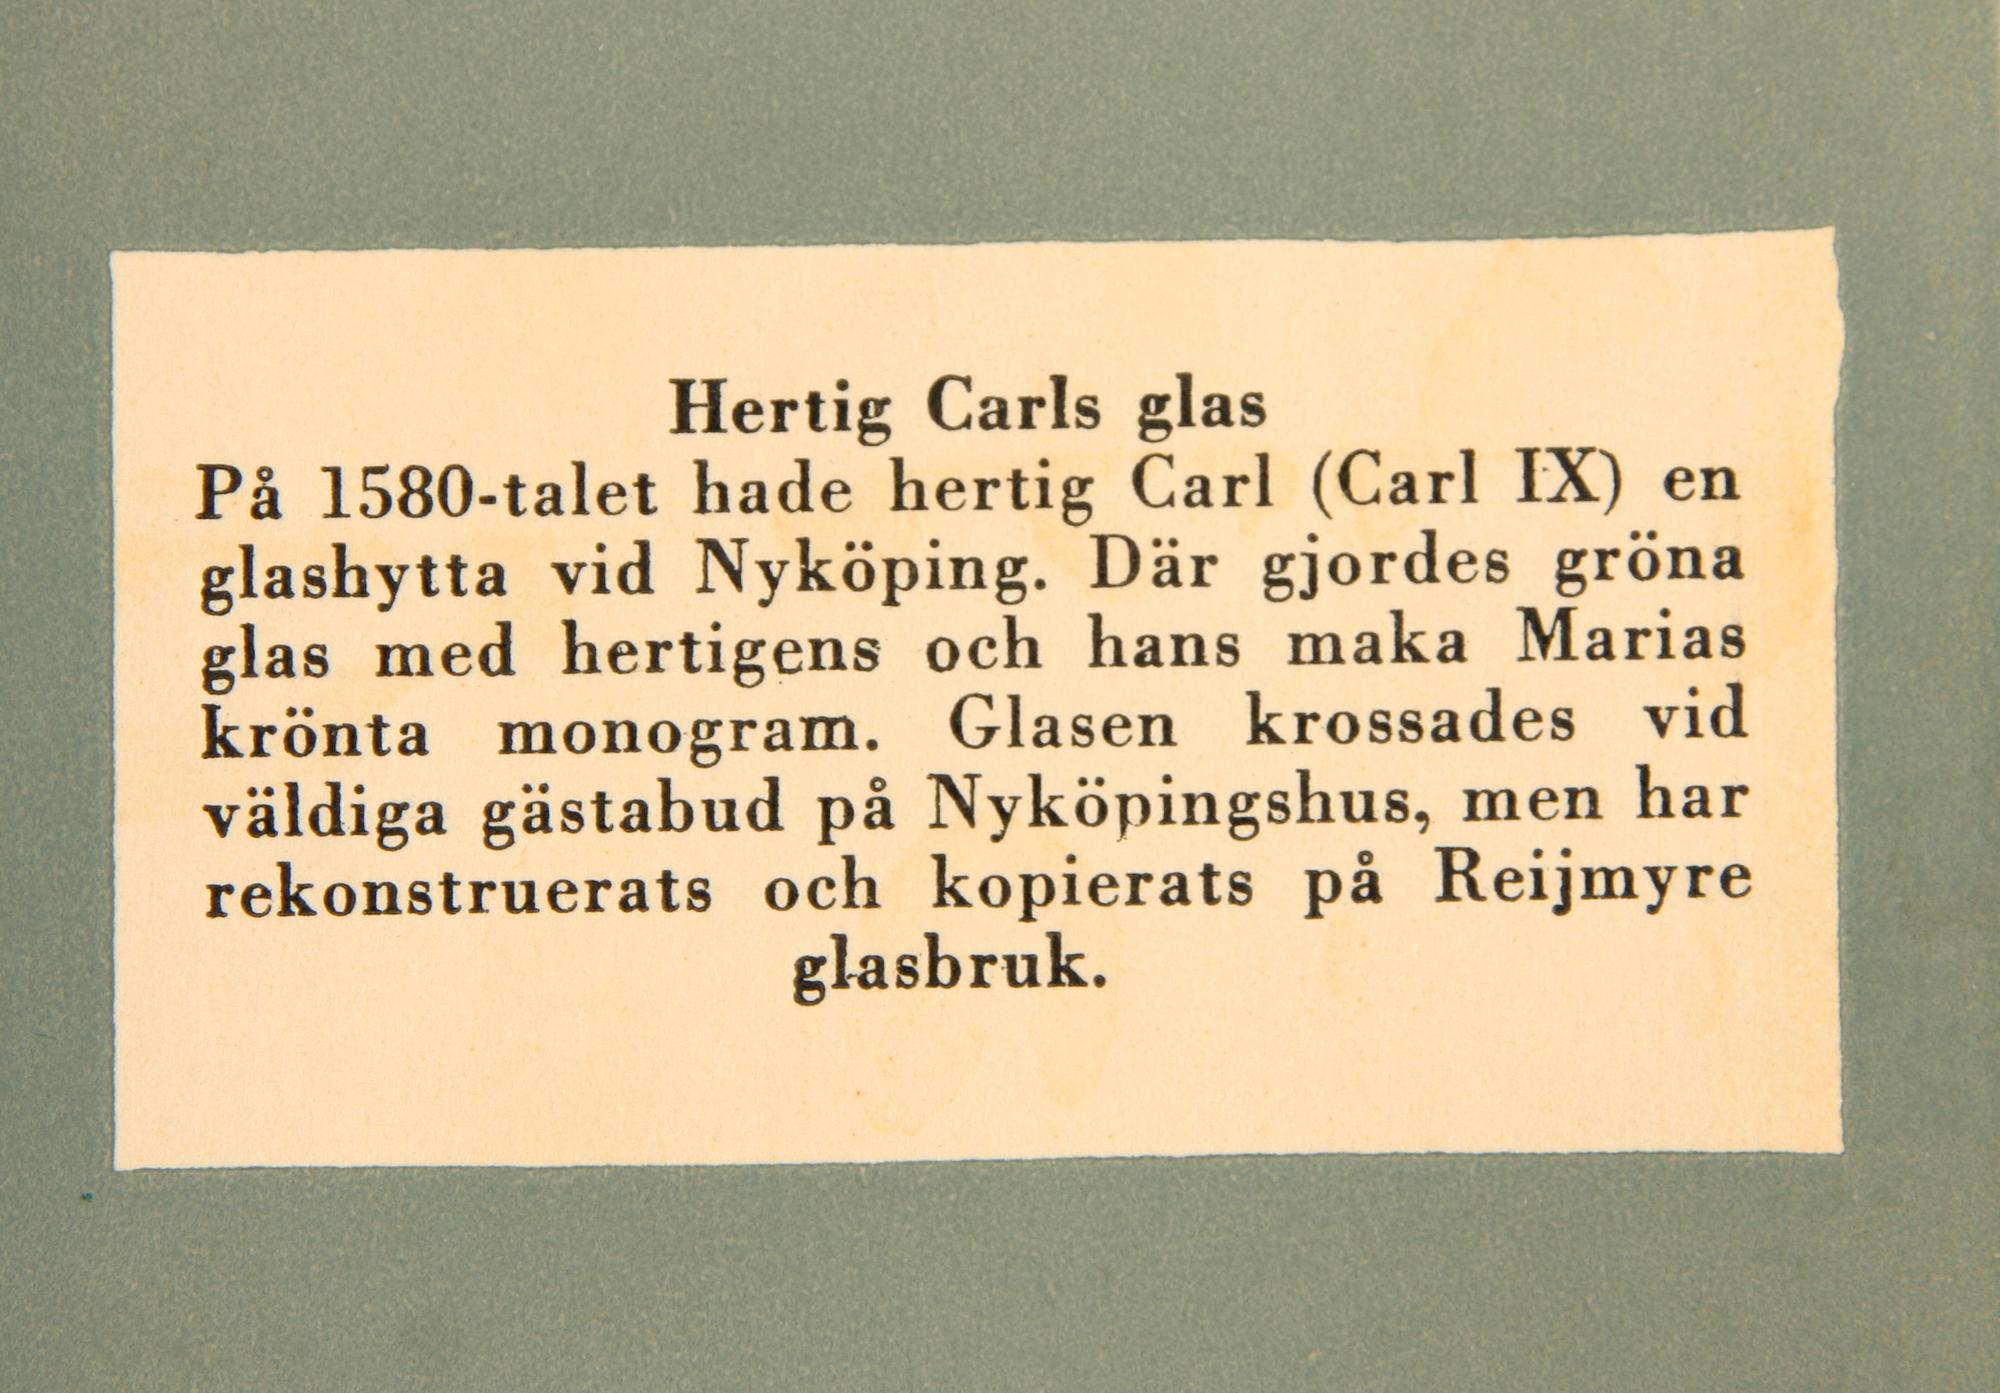 Hertig Carls glas
På 1580-talet hade hertig Carl (Carl IX) en
glashytta vid Nyköping. Där gjordes gröna
glas med hertigens och hans maka Marias
krönta monogram. Glasen krossades vid
väldiga gästabud på Nyköpingshus, men har
rekonstruerats och kopierats på Reijmyre
glasbruk.